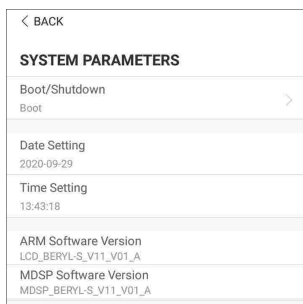 BACK
SYSTEM PARAMETERS
Boot/Shutdown
Boot
Date Setting
2020-09-29
Time Setting
13:43:18
ARM Software Version
LCD_BERYL-S_V11_V01_A
MDSP Software Version
MDSP_BERYL-S_V11_V01_A